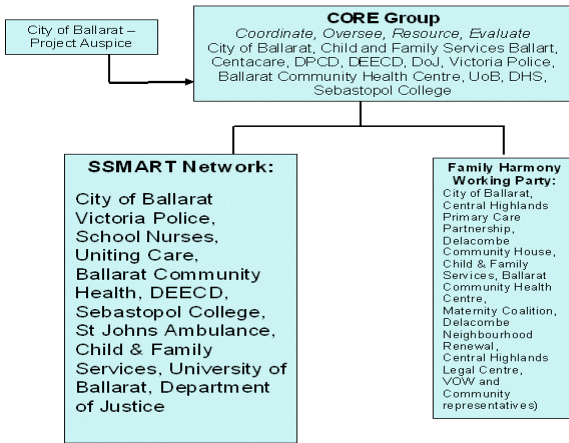 City of Ballarat –
Project Auspice
CORE Group
Coordinate, Oversee, Resource, Evaluate
City of Ballarat, Child and Family Services Ballart,
Centacare, DPCD, DEECD, DoJ, Victoria Police,
Ballarat Community Health Centre, UoB, DHS,
Sebastopol College
SSMART Network:
City of Ballarat
Victoria Police,
School Nurses,
Uniting Care,
Ballarat Community
Health, DEECD,
Sebastopol College,
St Johns Ambulance,
Child & Family
Services, University of
Ballarat, Department
of Justice
Family Harmony
Working Party:
City of Ballarat,
Central Highlands
Primary Care
Partnership,
Delacombe
Community House,
Child & Family
Services, Ballarat
Community Health
Centre,
Maternity Coalition,
Delacombe
Neighbourhood
Renewal,
Central Highlands
Legal Centre,
VOW and
Community
representatives)